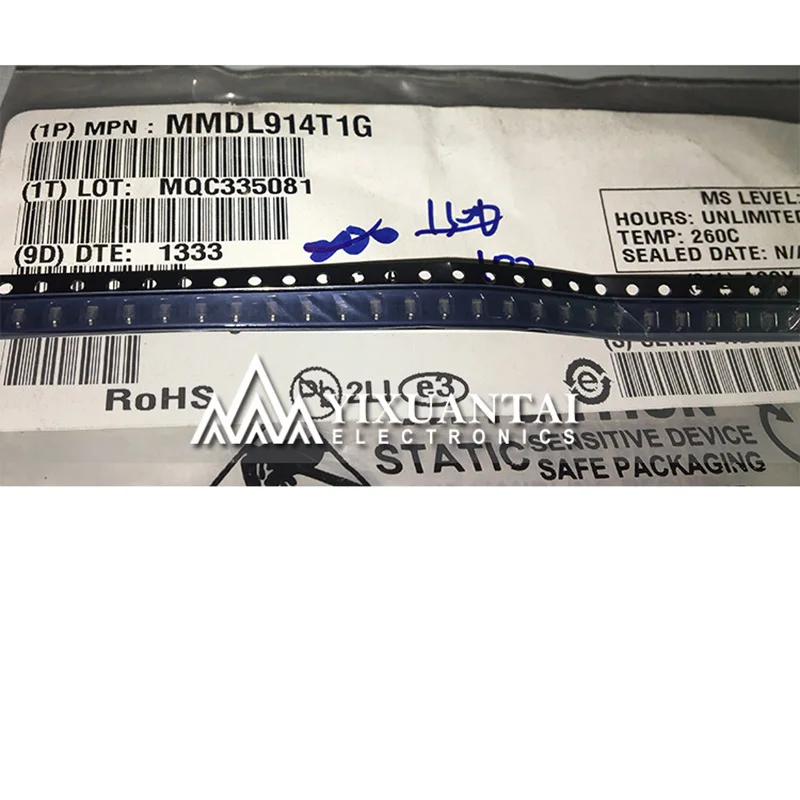 (1P) MPN : MMDL914T1G
(1T) LOT: MQC335081
(9D) DTE: 1333
MS LEVEL:
HOURS: UNLIMITED
TEMP: 260C
SEALED DATE: N/A
RoHS
2LI e3
e
YIXUANTAI
ELECTRONICS
STATIC SENSITIVE DEVICE
SAFE PACKAGING